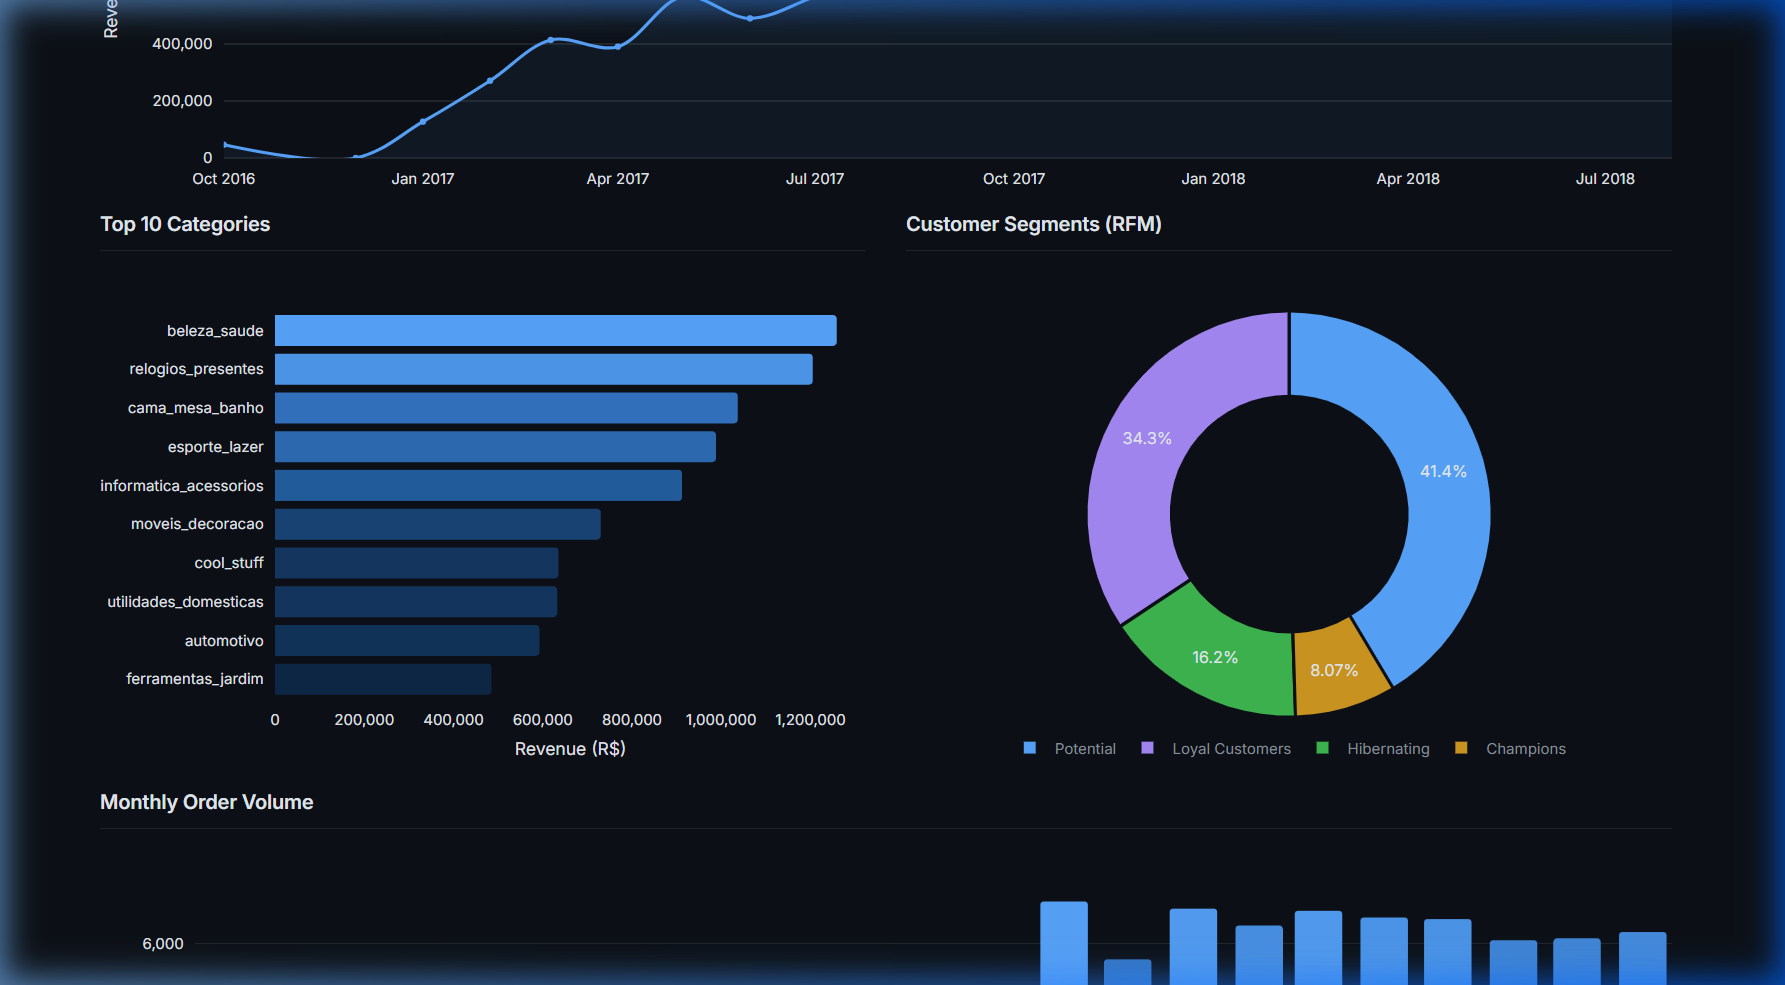 Reve
400,000
200,000
0
Oct 2016 Jan 2017 Apr 2017 Jul 2017 Oct 2017 Jan 2018 Apr 2018 Jul 2018
Top 10 Categories
beleza_saude
relogios_presentes
cama_mesa_banho
esporte_lazer
informatica_acessorios
moveis_decoracao
cool_stuff
utilidades_domesticas
automotivo
ferramentas_jardim
0 200,000 400,000 600,000 800,000 1,000,000 1,200,000
Revenue (R$)
Customer Segments (RFM)
34.3%
41.4%
16.2%
8.07%
Potential Loyal Customers Hibernating Champions
Monthly Order Volume
6,000